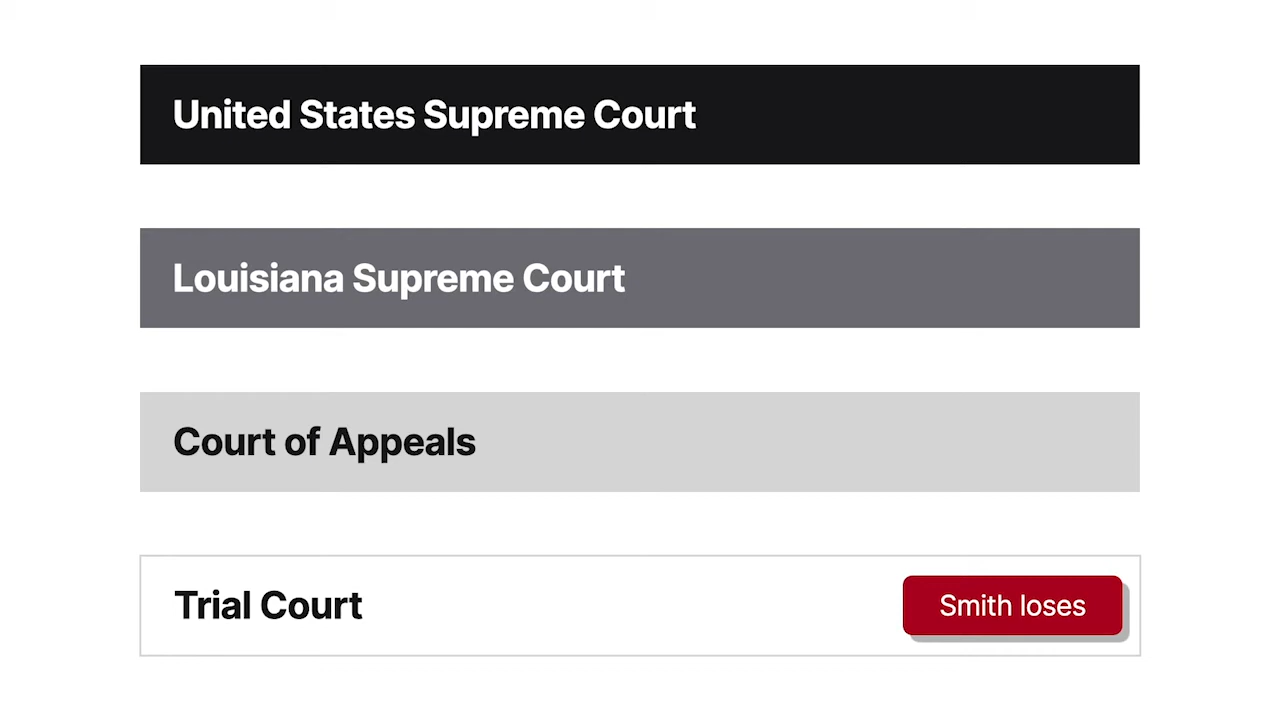 United States Supreme Court
Louisiana Supreme Court
Court of Appeals
Trial Court
Smith loses